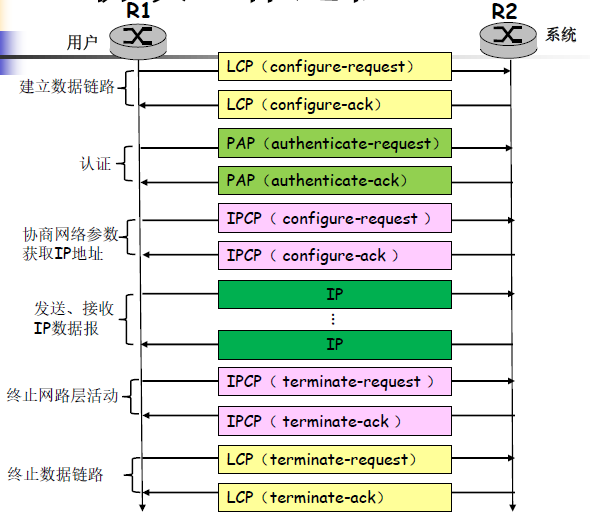 R1
R2
用户
系统
建立数据链路
LCP（configure-request）
LCP（configure-ack）
认证
PAP（authenticate-request）
PAP（authenticate-ack）
协商网络参数
获取IP地址
IPCP（ configure-request ）
IPCP（ configure-ack ）
发送、接收
IP数据报
IP
⋮
IP
终止网路层活动
IPCP（ terminate-request ）
IPCP（ terminate-ack ）
终止数据链路
LCP（terminate-request）
LCP（terminate-ack）